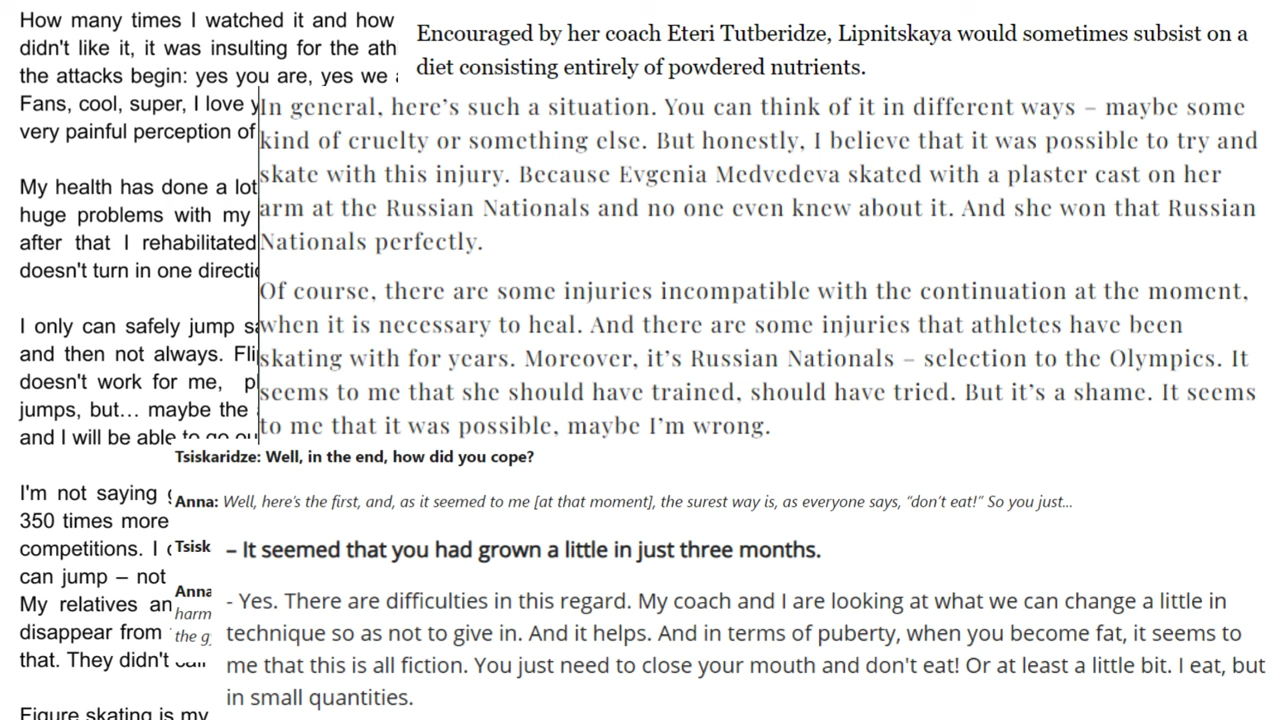 How many times I watched it and how
didn't like it, it was insulting for the ath
the attacks begin: yes you are, yes we
Fans, cool, super, I love y
very painful perception of
My health has done a lot
huge problems with my
after that I rehabilitated
doesn't turn in one directi
I only can safely jump s
and then not always. Fli
doesn't work for me, p
jumps, but… maybe the
and I will be able to go ou
I'm not saying
350 times more
competitions. I
can jump – not
My relatives an
disappear from
that. They didn't call
Figure skating is my
Encouraged by her coach Eteri Tutberidze, Lipnitskaya would sometimes subsist on a
diet consisting entirely of powdered nutrients.
In general, here's such a situation. You can think of it in different ways – maybe some
kind of cruelty or something else. But honestly, I believe that it was possible to try and
skate with this injury. Because Evgenia Medvedeva skated with a plaster cast on her
arm at the Russian Nationals and no one even knew about it. And she won that Russian
Nationals perfectly.
Of course, there are some injuries incompatible with the continuation at the moment,
when it is necessary to heal. And there are some injuries that athletes have been
skating with for years. Moreover, it's Russian Nationals – selection to the Olympics. It
seems to me that she should have trained, should have tried. But it's a shame. It seems
to me that it was possible, maybe I'm wrong.
Tsiskaridze: Well, in the end, how did you cope?
Anna: Well, here's the first, and, as it seemed to me [at that moment], the surest way is, as everyone says, "don't eat!" So you just...
Tsisk
Anna
harm
the g
– It seemed that you had grown a little in just three months.
- Yes. There are difficulties in this regard. My coach and I are looking at what we can change a little in
technique so as not to give in. And it helps. And in terms of puberty, when you become fat, it seems to
me that this is all fiction. You just need to close your mouth and don't eat! Or at least a little bit. I eat, but
in small quantities.